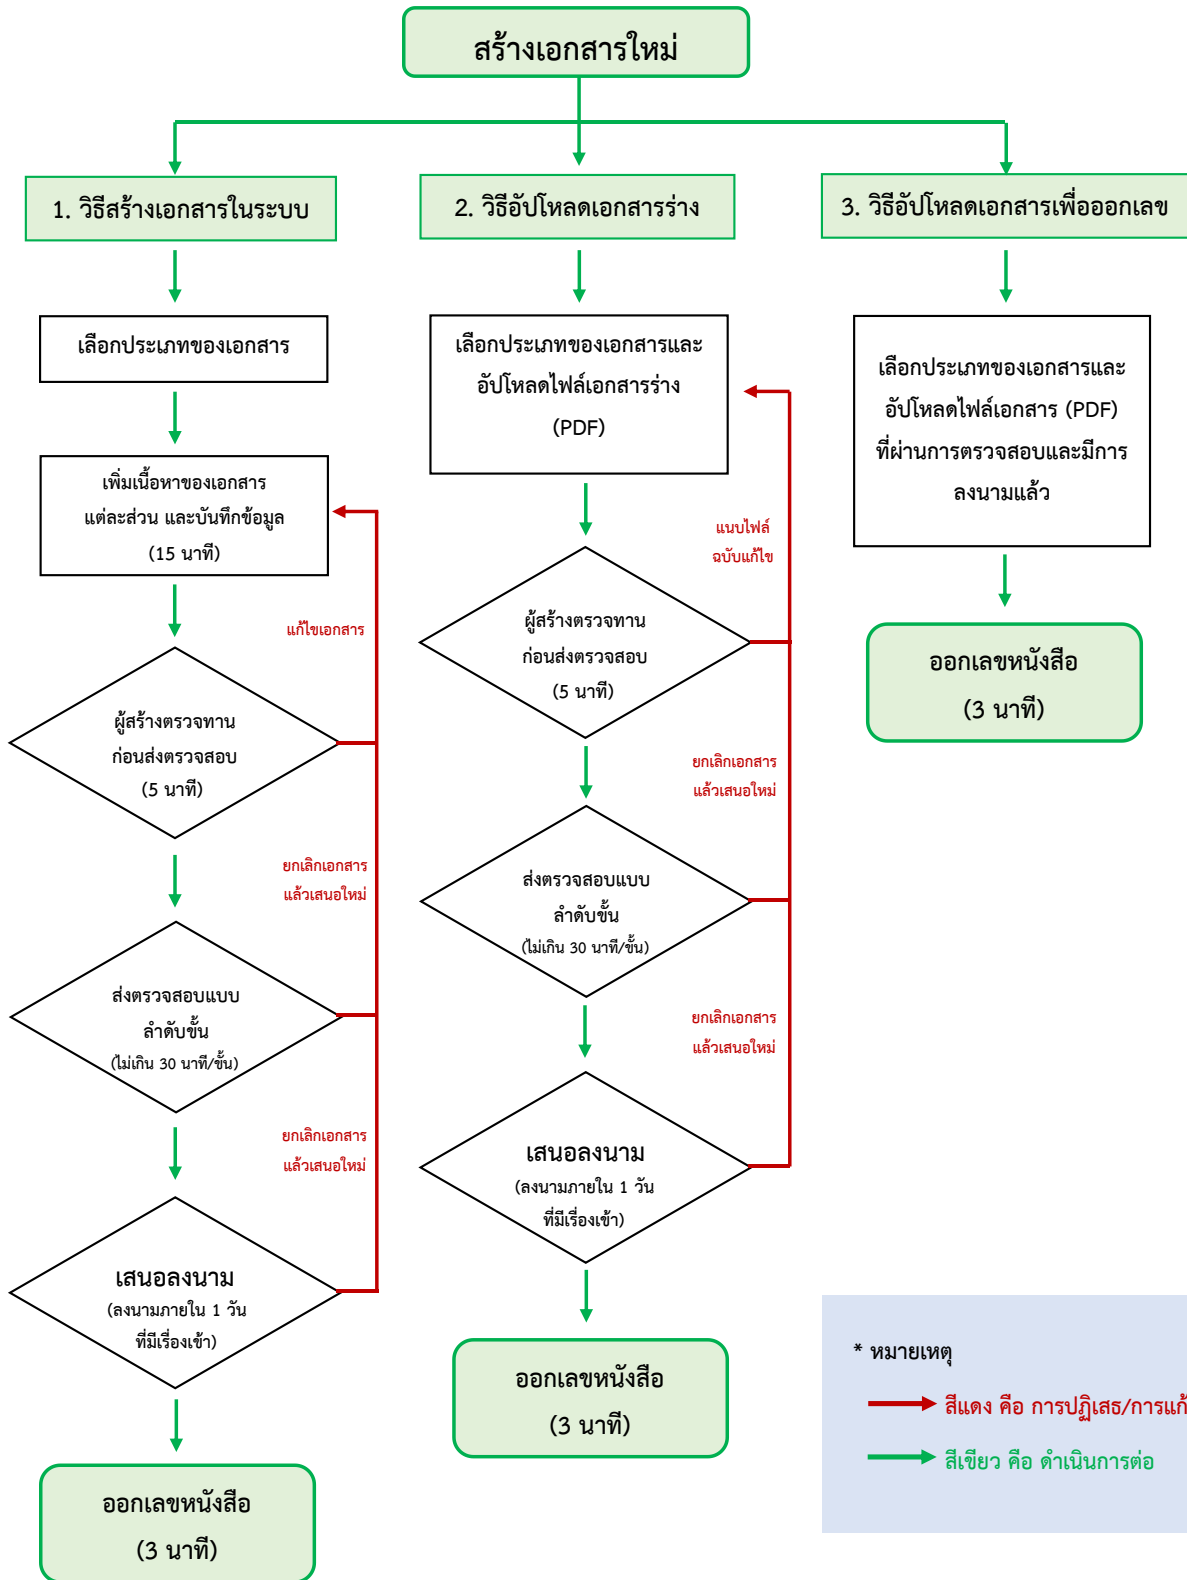 สร้างเอกสารใหม่
1. วิธีสร้างเอกสารในระบบ
เลือกประเภทของเอกสาร
เพิ่มเนื้อหาของเอกสาร
แต่ละส่วน และบันทึกข้อมูล
(15 นาที)
แก้ไขเอกสาร
ผู้สร้างตรวจทาน
ก่อนส่งตรวจสอบ
(5 นาที)
ยกเลิกเอกสาร
แล้วเสนอใหม่
ส่งตรวจสอบแบบ
ลำดับขั้น
(ไม่เกิน 30 นาที/ขั้น)
ยกเลิกเอกสาร
แล้วเสนอใหม่
เสนอลงนาม
(ลงนามภายใน 1 วัน
ที่มีเรื่องเข้า)
ออกเลขหนังสือ
(3 นาที)
2. วิธีอัปโหลดเอกสารร่าง
เลือกประเภทของเอกสารและ
อัปโหลดไฟล์เอกสารร่าง
(PDF)
แนบไฟล์
ฉบับแก้ไข
ผู้สร้างตรวจทาน
ก่อนส่งตรวจสอบ
(5 นาที)
ยกเลิกเอกสาร
แล้วเสนอใหม่
ส่งตรวจสอบแบบ
ลำดับขั้น
(ไม่เกิน 30 นาที/ขั้น)
ยกเลิกเอกสาร
แล้วเสนอใหม่
เสนอลงนาม
(ลงนามภายใน 1 วัน
ที่มีเรื่องเข้า)
ออกเลขหนังสือ
(3 นาที)
3. วิธีอัปโหลดเอกสารเพื่อออกเลข
เลือกประเภทของเอกสารและ
อัปโหลดไฟล์เอกสาร (PDF)
ที่ผ่านการตรวจสอบและมีการ
ลงนามแล้ว
ออกเลขหนังสือ
(3 นาที)
* หมายเหตุ
สีแดง คือ การปฏิเสธ/การแก้
สีเขียว คือ ดำเนินการต่อ